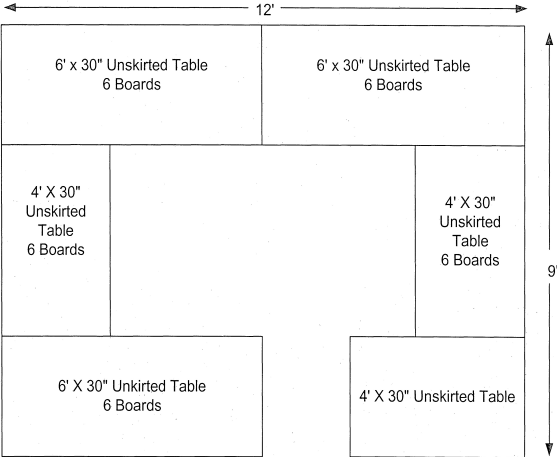 12'
6' x 30" Unskirted Table
6 Boards
6' x 30" Unskirted Table
6 Boards
4' X 30"
Unskirted
Table
6 Boards
4' X 30"
Unskirted
Table
6 Boards
9'
6' X 30" Unkirted Table
6 Boards
4' X 30" Unskirted Table